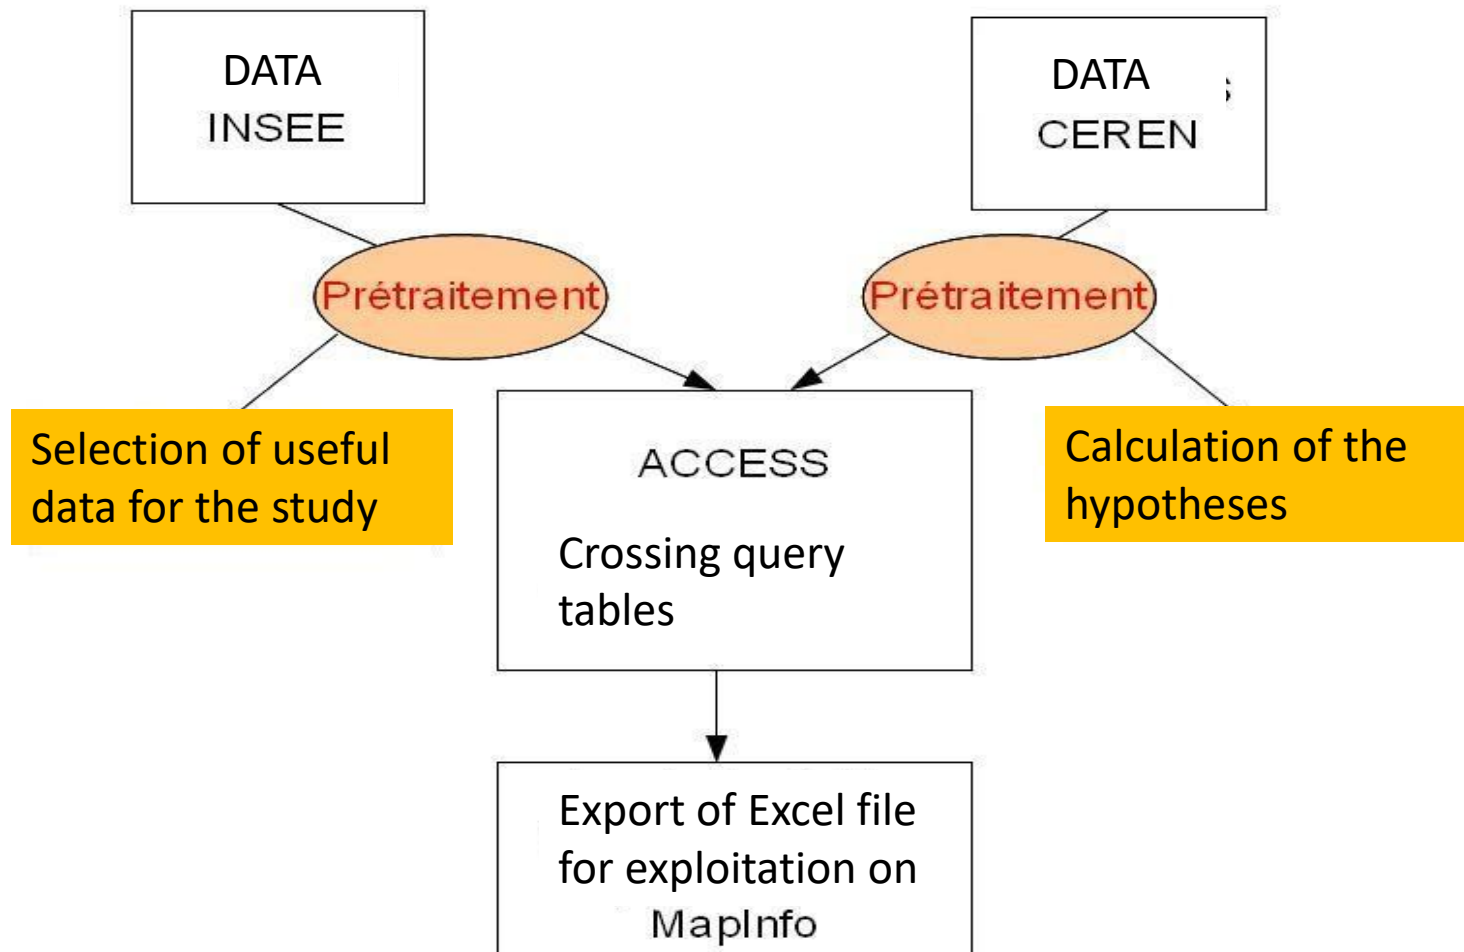 DATA
INSEE
DATA
CEREN
Prétraitement
Prétraitement
Selection of useful
data for the study
ACCESS
Crossing query
tables
Calculation of the
hypotheses
Export of Excel file
for exploitation on
MapInfo